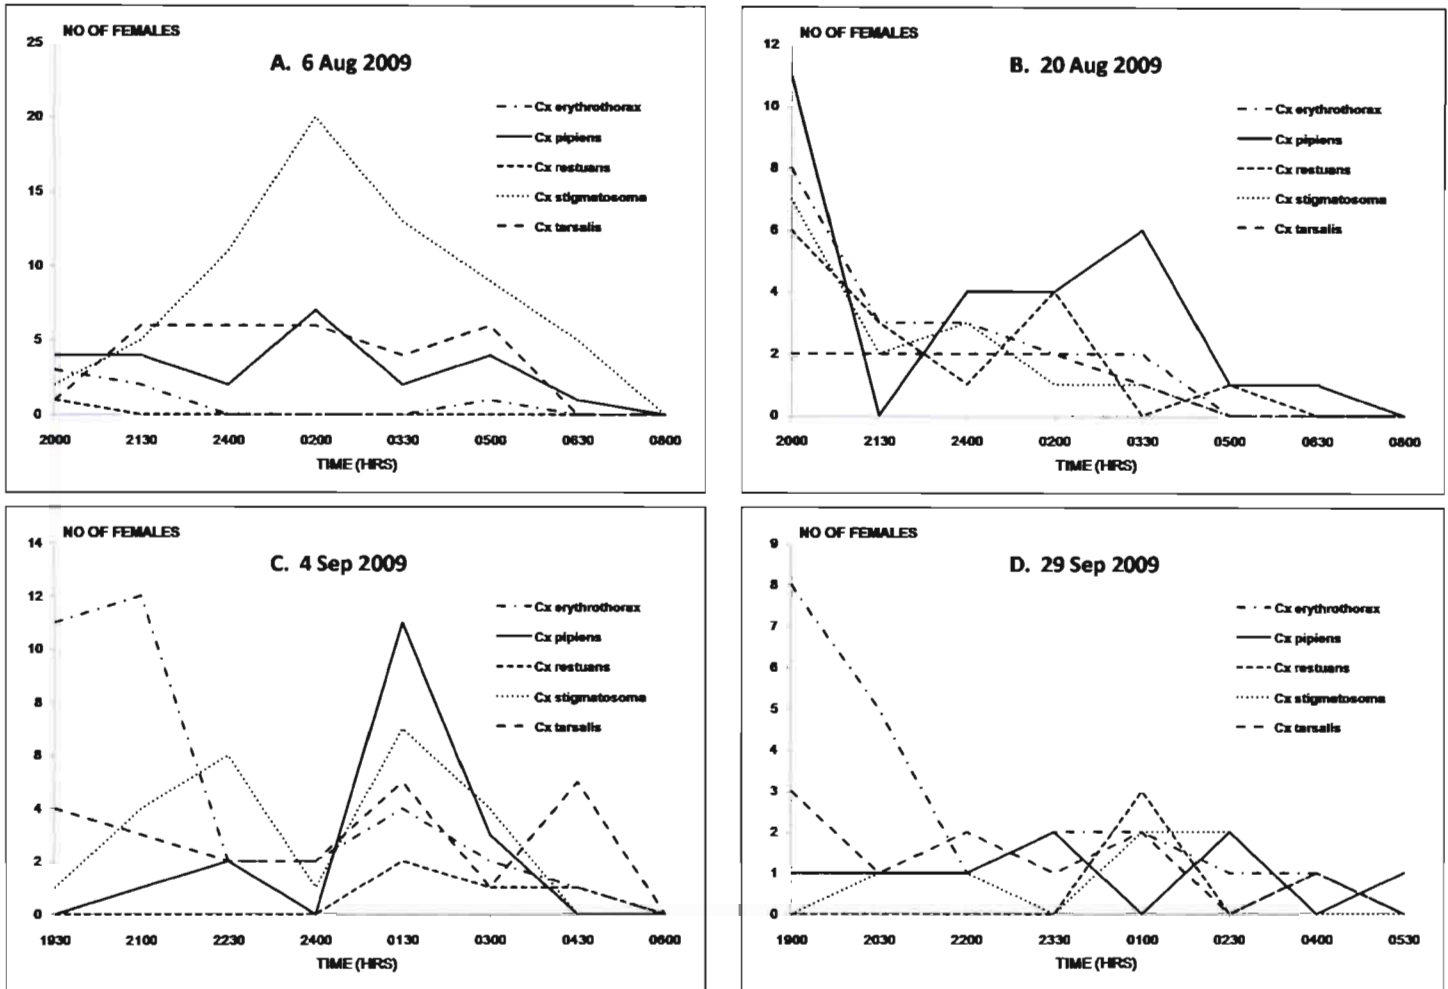 NO OF FEMALES
A. 6 Aug 2009
25
20
15
10
5
0
Cx erythrothorax
Cx pipiens
Cx restuans
Cx stigmatosoma
Cx tarsalis
2000 2130 2400 0200 0330 0500 0630 0800
TIME (HRS)
NO OF FEMALES
B. 20 Aug 2009
12
10
8
6
4
2
0
Cx erythrothorax
Cx pipiens
Cx restuans
Cx stigmatosoma
Cx tarsalis
2000 2130 2400 0200 0330 0500 0630 0800
TIME (HRS)
NO OF FEMALES
C. 4 Sep 2009
14
12
10
8
6
4
2
0
Cx erythrothorax
Cx pipiens
Cx restuans
Cx stigmatosoma
Cx tarsalis
1930 2100 2230 2400 0130 0300 0430 0600
TIME (HRS)
NO OF FEMALES
D. 29 Sep 2009
9
8
7
6
5
4
3
2
1
0
Cx erythrothorax
Cx pipiens
Cx restuans
Cx stigmatosoma
Cx tarsalis
1900 2030 2200 2330 0100 0230 0400 0530
TIME (HRS)